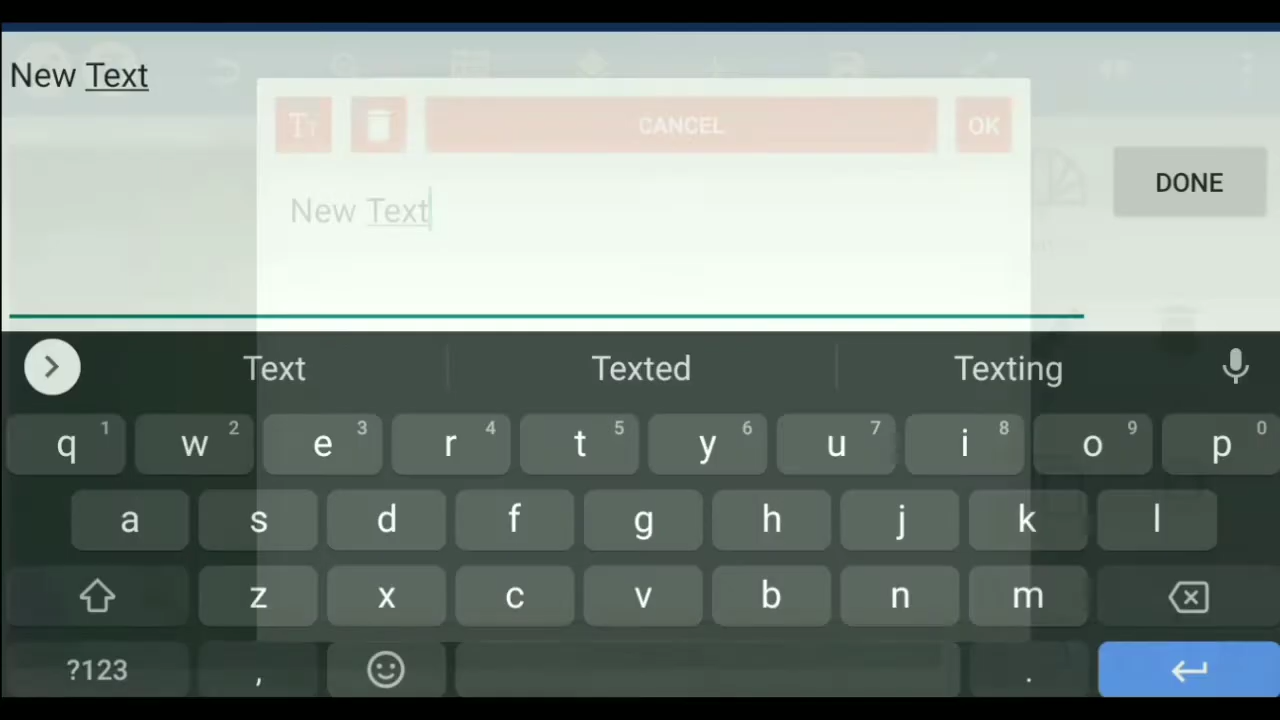 New Text
Tт
CANCEL
OK
New Text
DONE
Text
Texted
Texting
q 1 w 2 e 3 r 4 t 5 y 6 u 7 i 8 o 9 p 0
a s d f g h j k l
z x c v b n m
?123 , .